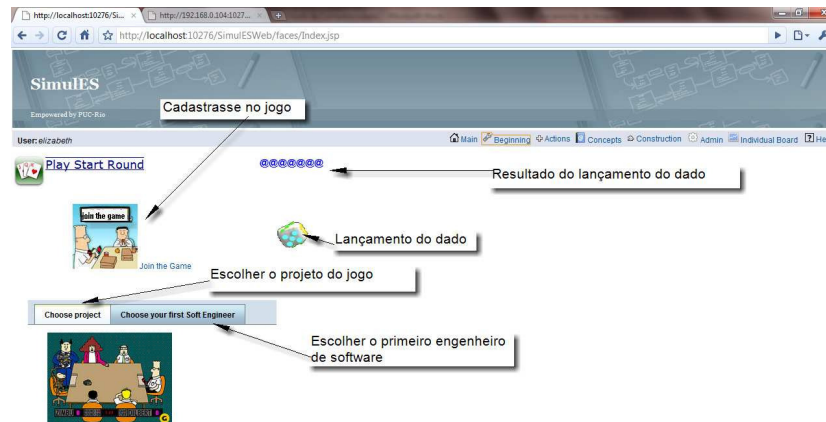 http://localhost:10276/Si... http://192.168.0.104:1027...
http://localhost:10276/SimulESWeb/faces/Index.jsp
SimulES
Empowered by PUC-Rio
Cadastrasse no jogo
User: elizabeth
Main Beginning Actions Concepts Construction Admin Individual Board He
Play Start Round
@@@@@@@
Resultado do lançamento do dado
join the game
Lançamento do dado
Join the Game
Escolher o projeto do jogo
Choose project Choose your first Soft Engineer
Escolher o primeiro engenheiro
de software